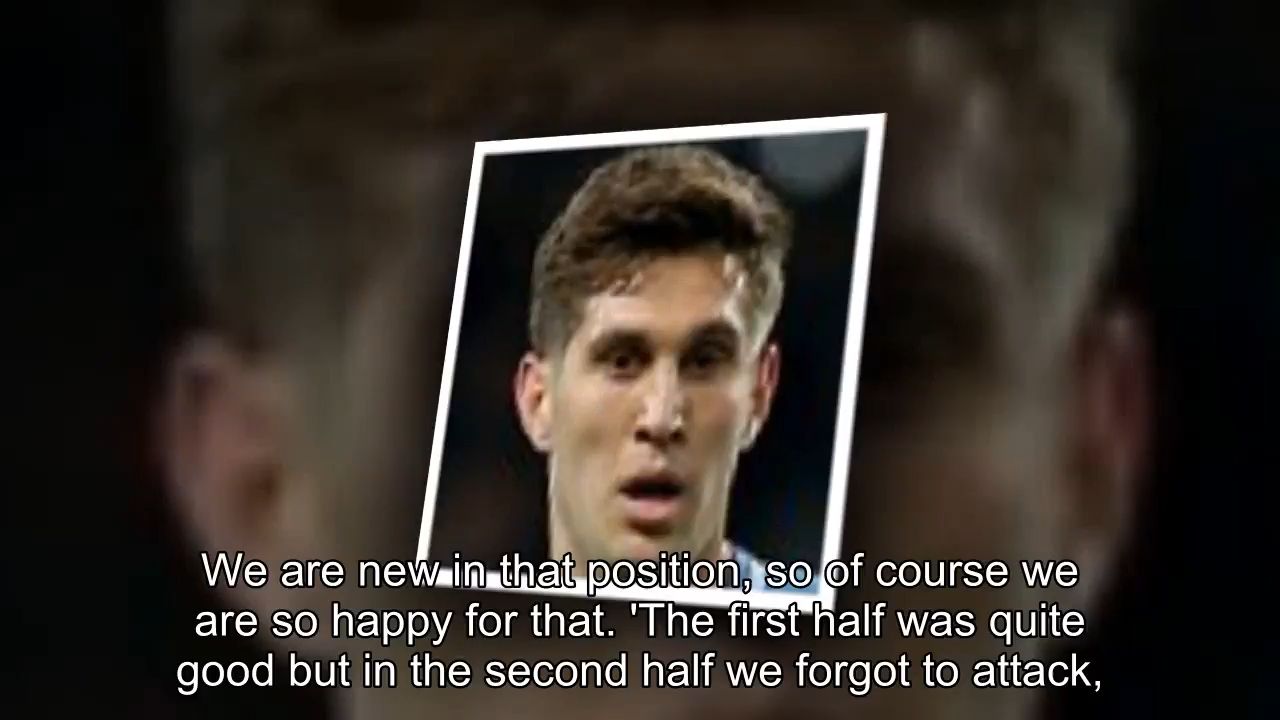 We are new in that position, so of course we
are so happy for that. 'The first half was quite
good but in the second half we forgot to attack,